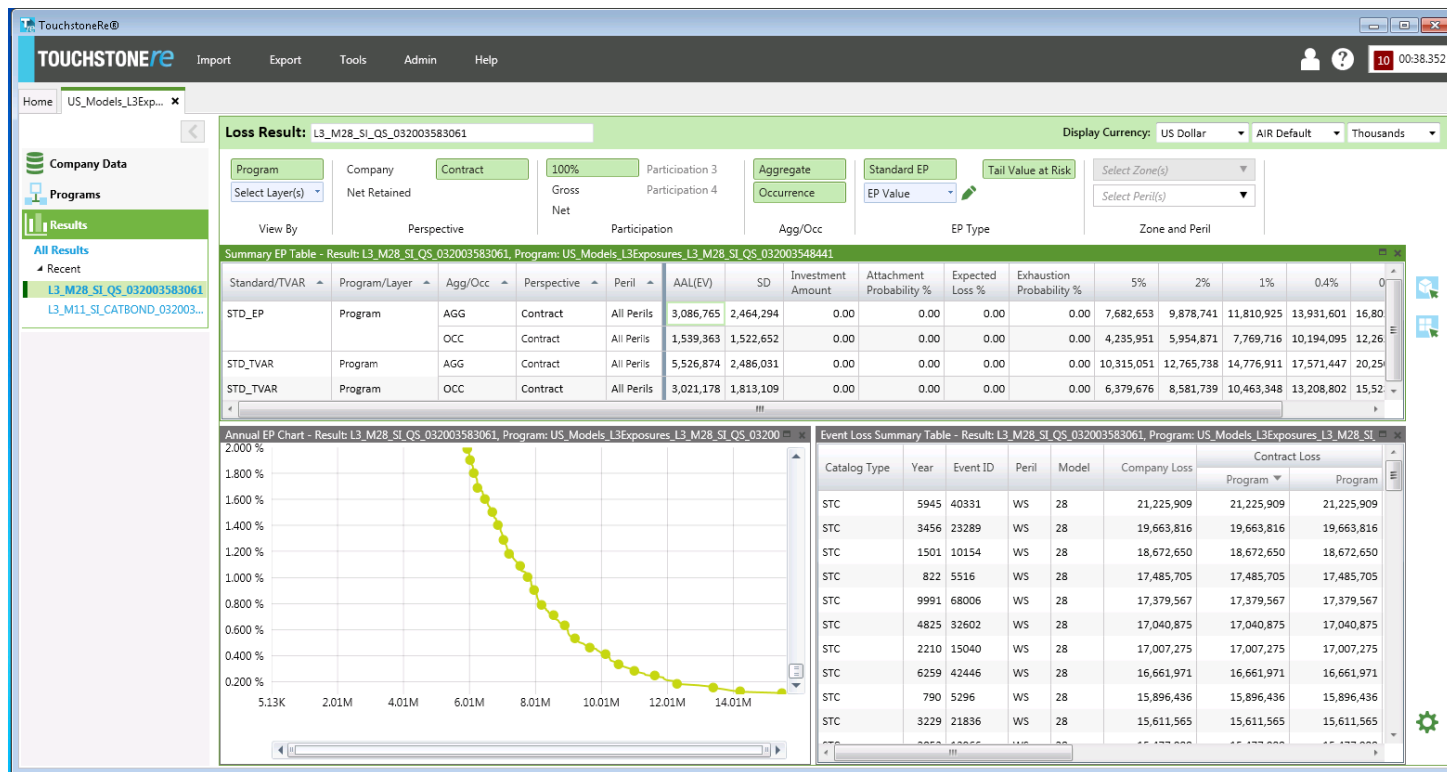 TouchstoneRe®
TOUCHSTONE re Import Export Tools Admin Help 10 00:38.352
Home US_Models_L3Exp... ×
Loss Result: L3_M28_SI_QS_032003583061 Display Currency: US Dollar AIR Default Thousands
Company Data
Programs
Results
All Results
Recent
L3_M28_SI_QS_032003583061
L3_M11_SI_CATBOND_032003...
Program Company Contract 100% Participation 3 Aggregate Standard EP Tail Value at Risk Select Zone(s)
Select Layer(s) Net Retained Gross Participation 4 Occurrence EP Value Select Peril(s)
Net
View By Perspective Participation Agg/Occ EP Type Zone and Peril
Summary EP Table - Result: L3_M28_SI_QS_032003583061, Program: US_Models_L3Exposures_L3_M28_SI_QS_032003548441
Standard/TVAR Program/Layer Agg/Occ Perspective Peril AAL(EV) SD Investment Amount Attachment Probability % Expected Loss % Exhaustion Probability % 5% 2% 1% 0.4% 0
STD_EP Program AGG Contract All Perils 3,086,765 2,464,294 0.00 0.00 0.00 0.00 7,682,653 9,878,741 11,810,925 13,931,601 16,80
OCC Contract All Perils 1,539,363 1,522,652 0.00 0.00 0.00 0.00 4,235,951 5,954,871 7,769,716 10,194,095 12,26
STD_TVAR Program AGG Contract All Perils 5,526,874 2,486,031 0.00 0.00 0.00 0.00 10,315,051 12,765,738 14,776,911 17,571,447 20,25
STD_TVAR Program OCC Contract All Perils 3,021,178 1,813,109 0.00 0.00 0.00 0.00 6,379,676 8,581,739 10,463,348 13,208,802 15,52
Annual EP Chart - Result: L3_M28_SI_QS_032003583061, Program: US_Models_L3Exposures_L3_M28_SI_QS_03200
2.000 %
1.800 %
1.600 %
1.400 %
1.200 %
1.000 %
0.800 %
0.600 %
0.400 %
0.200 %
5.13K 2.01M 4.01M 6.01M 8.01M 10.01M 12.01M 14.01M
Event Loss Summary Table - Result: L3_M28_SI_QS_032003583061, Program: US_Models_L3Exposures_L3_M28_SI_
Catalog Type Year Event ID Peril Model Company Loss Contract Loss
Program Program
STC 5945 40331 WS 28 21,225,909 21,225,909 21,225,909
STC 3456 23289 WS 28 19,663,816 19,663,816 19,663,816
STC 1501 10154 WS 28 18,672,650 18,672,650 18,672,650
STC 822 5516 WS 28 17,485,705 17,485,705 17,485,705
STC 9991 68006 WS 28 17,379,567 17,379,567 17,379,567
STC 4825 32602 WS 28 17,040,875 17,040,875 17,040,875
STC 2210 15040 WS 28 17,007,275 17,007,275 17,007,275
STC 6259 42446 WS 28 16,661,971 16,661,971 16,661,971
STC 790 5296 WS 28 15,896,436 15,896,436 15,896,436
STC 3229 21836 WS 28 15,611,565 15,611,565 15,611,565